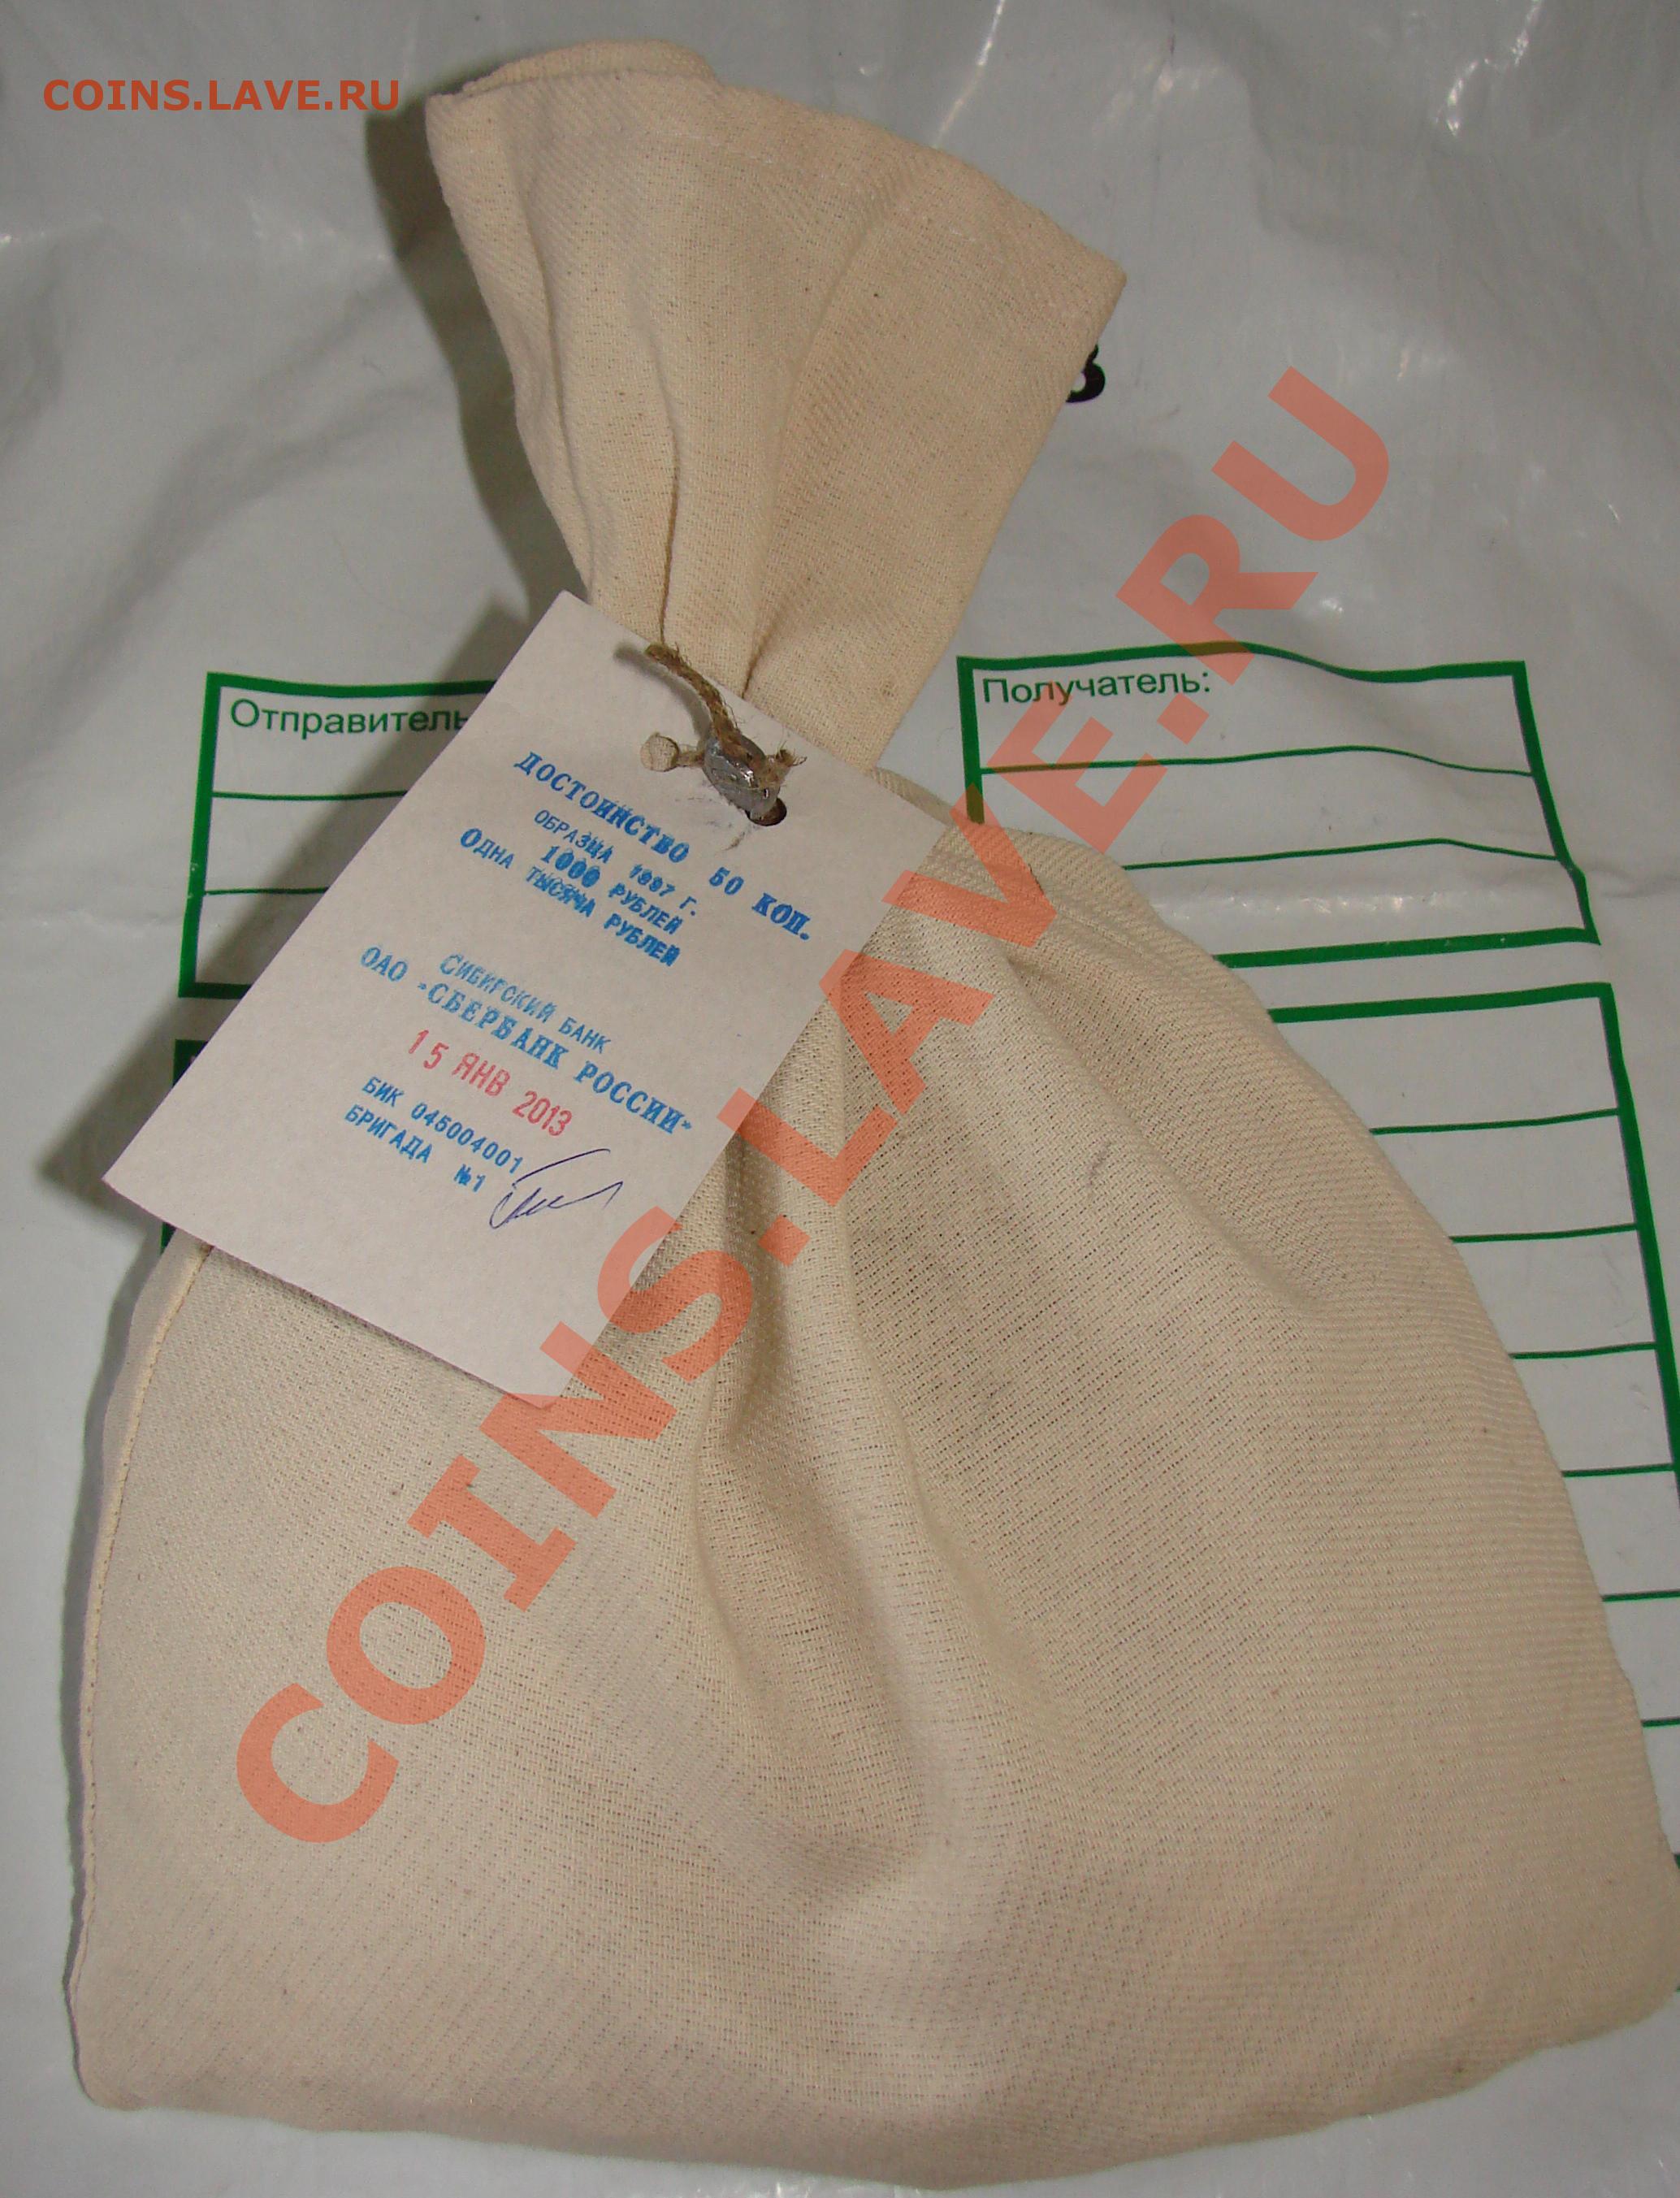 COINS.LAVE.RU
Отправитель
Получатель:
ДОСТОИНСТВО 50 КОП.
ОБРАЗЦА 1997 Г.
1000 РУБЛЕЙ
ОДНА ТЫСЯЧА РУБЛЕЙ
СИБИРСКИЙ БАНК
ОАО "СБЕРБАНК РОССИИ"
15 ЯНВ 2013
БИК 045004001
БРИГАДА №1
COINS.LAVE.RU